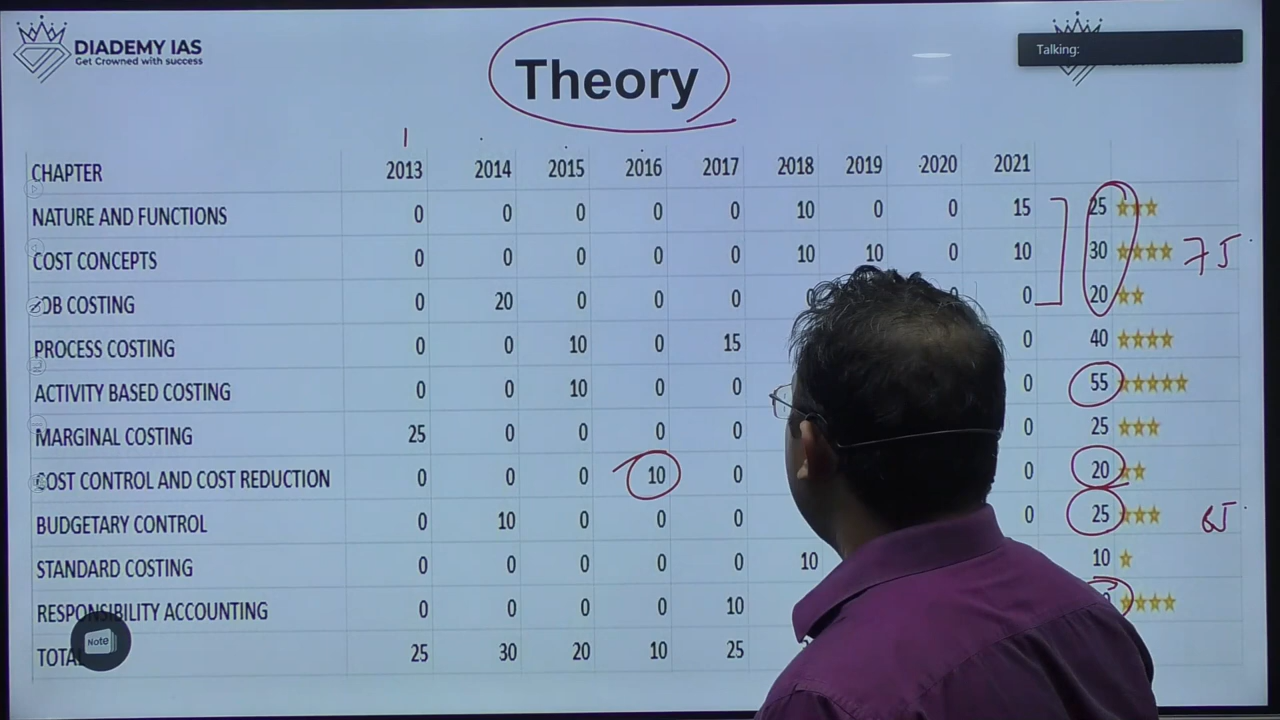 DIADEMY IAS
Get Crowned with success
Theory
Talking:
CHAPTER 2013 2014 2015 2016 2017 2018 2019 2020 2021
NATURE AND FUNCTIONS 0 0 0 0 0 10 0 0 15 25
COST CONCEPTS 0 0 0 0 0 10 10 0 10 30 75
JOB COSTING 0 20 0 0 0 0 0 20
PROCESS COSTING 0 0 10 0 15 0 40
ACTIVITY BASED COSTING 0 0 10 0 0 0 55
MARGINAL COSTING 25 0 0 0 0 0 25
COST CONTROL AND COST REDUCTION 0 0 0 10 0 0 20
BUDGETARY CONTROL 0 10 0 0 0 0 25 65
STANDARD COSTING 0 0 0 0 0 10 10
RESPONSIBILITY ACCOUNTING 0 0 0 0 10
25 30 20 10 25
Note